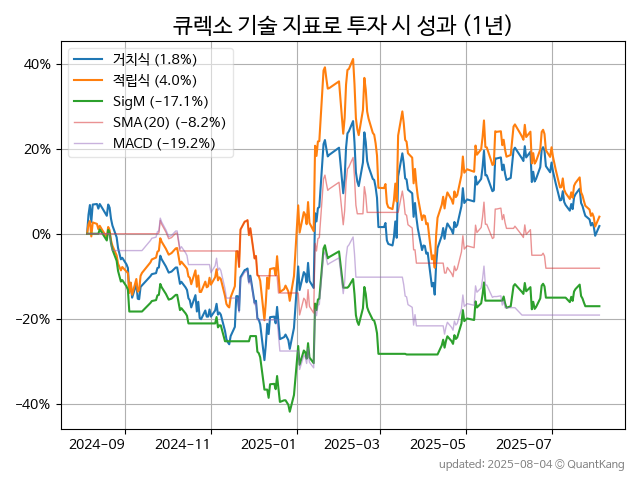 큐렉소 기술 지표로 투자 시 성과 (1년)
거치식 (1.8%)
적립식 (4.0%)
SigM (−17.1%)
SMA(20) (−8.2%)
MACD (−19.2%)
40%
20%
0%
−20%
−40%
2024-09 2024-11 2025-01 2025-03 2025-05 2025-07
updated: 2025-08-04 © QuantKang